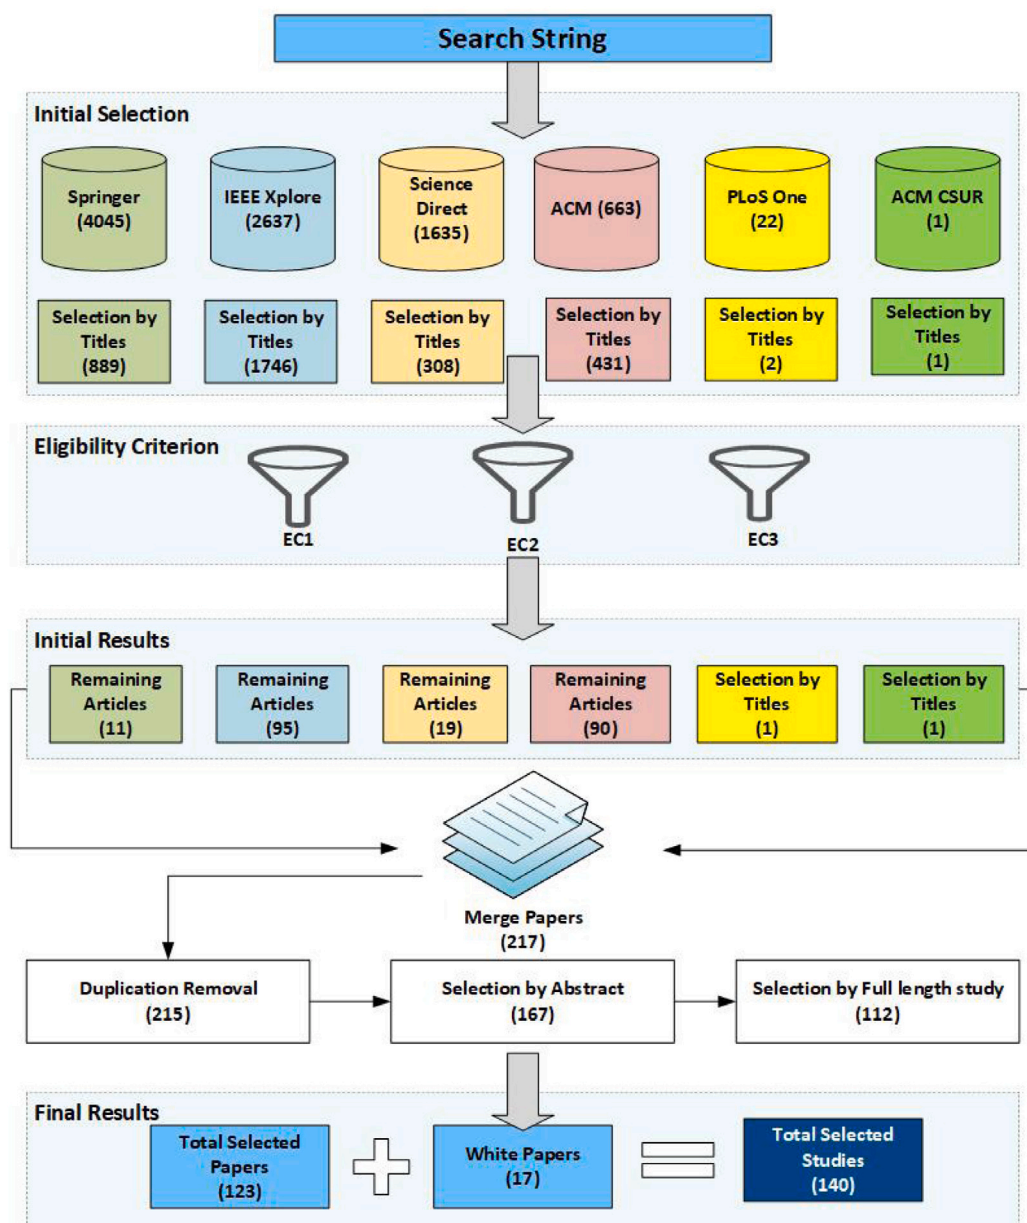 Search String
Initial Selection
Springer
(4045)
IEEE Xplore
(2637)
Science
Direct
(1635)
ACM (663)
PLoS One
(22)
ACM CSUR
(1)
Selection by
Titles
(889)
Selection by
Titles
(1746)
Selection by
Titles
(308)
Selection by
Titles
(431)
Selection by
Titles
(2)
Selection by
Titles
(1)
Eligibility Criterion
EC1
EC2
EC3
Initial Results
Remaining
Articles
(11)
Remaining
Articles
(95)
Remaining
Articles
(19)
Remaining
Articles
(90)
Selection by
Titles
(1)
Selection by
Titles
(1)
Merge Papers
(217)
Duplication Removal
(215)
Selection by Abstract
(167)
Selection by Full length study
(112)
Final Results
Total Selected
Papers
(123)
White Papers
(17)
Total Selected
Studies
(140)